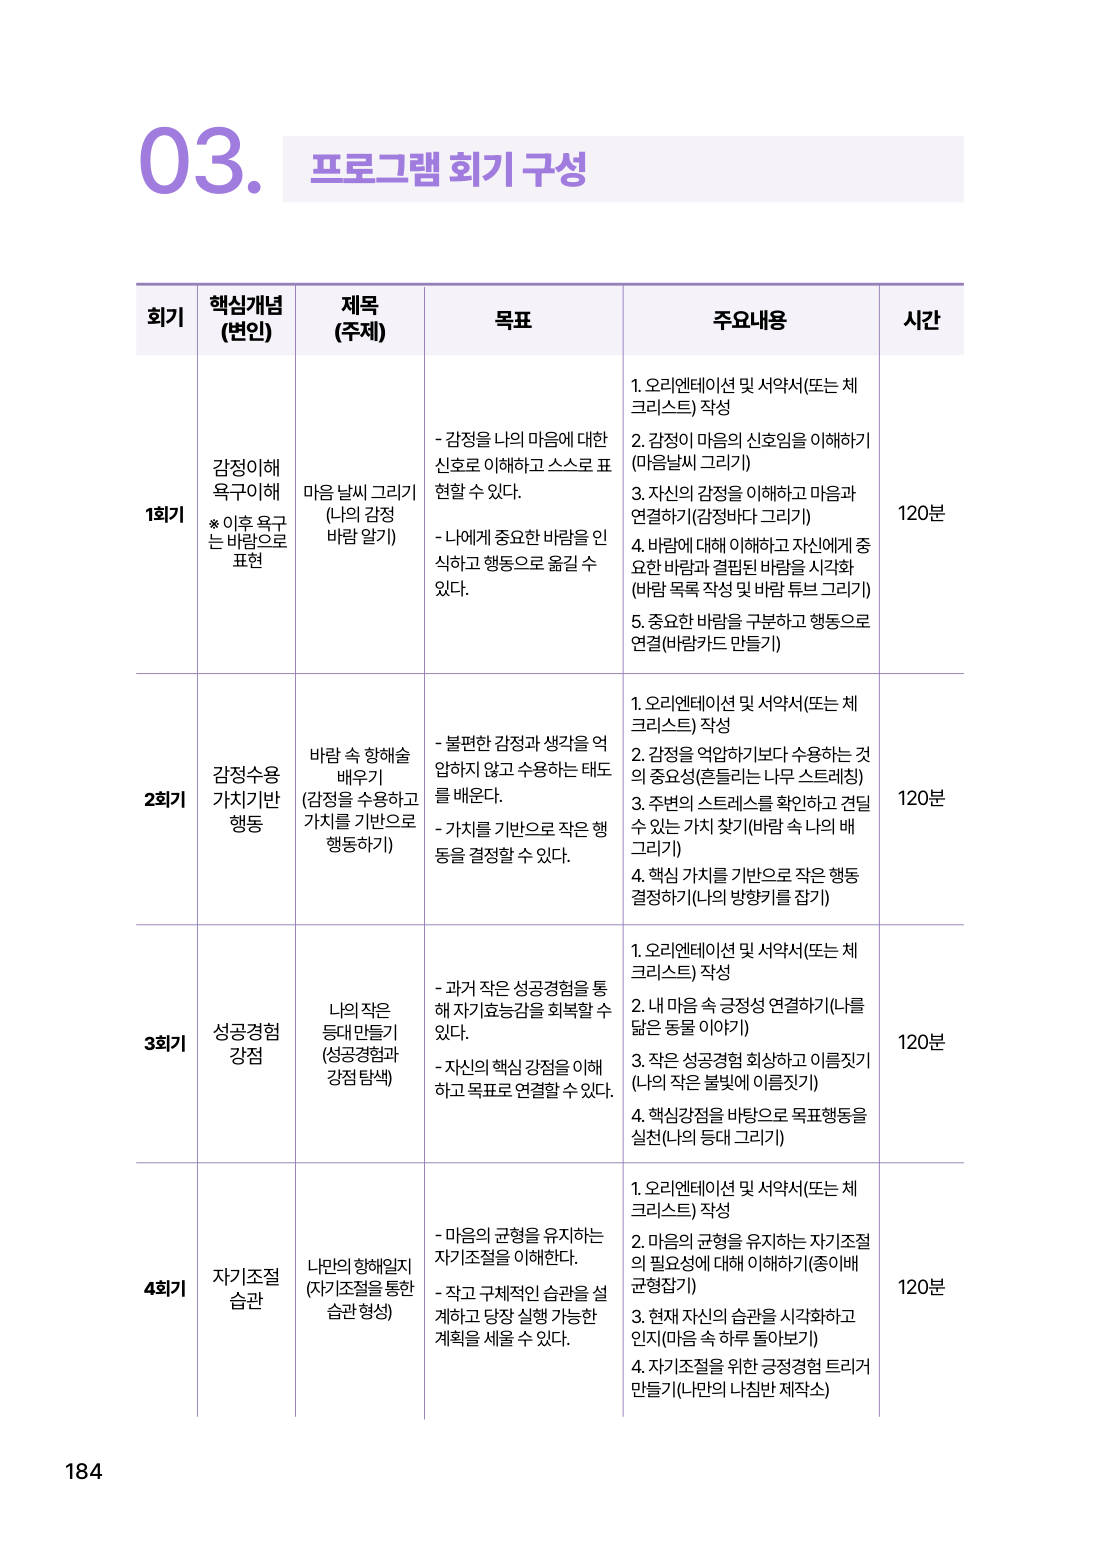 03.
프로그램 회기 구성
회기
핵심개념
(변인)
제목
(주제)
목표
주요내용
시간
1회기
감정이해
욕구이해
※ 이후 욕구
는 바람으로
표현
마음 날씨 그리기
(나의 감정
바람 알기)
- 감정을 나의 마음에 대한
신호로 이해하고 스스로 표
현할 수 있다.
- 나에게 중요한 바람을 인
식하고 행동으로 옮길 수
있다.
1. 오리엔테이션 및 서약서(또는 체
크리스트) 작성
2. 감정이 마음의 신호임을 이해하기
(마음날씨 그리기)
3. 자신의 감정을 이해하고 마음과
연결하기(감정바다 그리기)
4. 바람에 대해 이해하고 자신에게 중
요한 바람과 결핍된 바람을 시각화
(바람 목록 작성 및 바람 튜브 그리기)
5. 중요한 바람을 구분하고 행동으로
연결(바람카드 만들기)
120분
2회기
감정수용
가치기반
행동
바람 속 항해술
배우기
(감정을 수용하고
가치를 기반으로
행동하기)
- 불편한 감정과 생각을 억
압하지 않고 수용하는 태도
를 배운다.
- 가치를 기반으로 작은 행
동을 결정할 수 있다.
1. 오리엔테이션 및 서약서(또는 체
크리스트) 작성
2. 감정을 억압하기보다 수용하는 것
의 중요성(흔들리는 나무 스트레칭)
3. 주변의 스트레스를 확인하고 견딜
수 있는 가치 찾기(바람 속 나의 배
그리기)
4. 핵심 가치를 기반으로 작은 행동
결정하기(나의 방향키를 잡기)
120분
3회기
성공경험
강점
나의 작은
등대 만들기
(성공경험과
강점 탐색)
- 과거 작은 성공경험을 통
해 자기효능감을 회복할 수
있다.
- 자신의 핵심 강점을 이해
하고 목표로 연결할 수 있다.
1. 오리엔테이션 및 서약서(또는 체
크리스트) 작성
2. 내 마음 속 긍정성 연결하기(나를
닮은 동물 이야기)
3. 작은 성공경험 회상하고 이름짓기
(나의 작은 불빛에 이름짓기)
4. 핵심강점을 바탕으로 목표행동을
실천(나의 등대 그리기)
120분
4회기
자기조절
습관
나만의 항해일지
(자기조절을 통한
습관 형성)
- 마음의 균형을 유지하는
자기조절을 이해한다.
- 작고 구체적인 습관을 설
계하고 당장 실행 가능한
계획을 세울 수 있다.
1. 오리엔테이션 및 서약서(또는 체
크리스트) 작성
2. 마음의 균형을 유지하는 자기조절
의 필요성에 대해 이해하기(종이배
균형잡기)
3. 현재 자신의 습관을 시각화하고
인지(마음 속 하루 돌아보기)
4. 자기조절을 위한 긍정경험 트리거
만들기(나만의 나침반 제작소)
120분
184